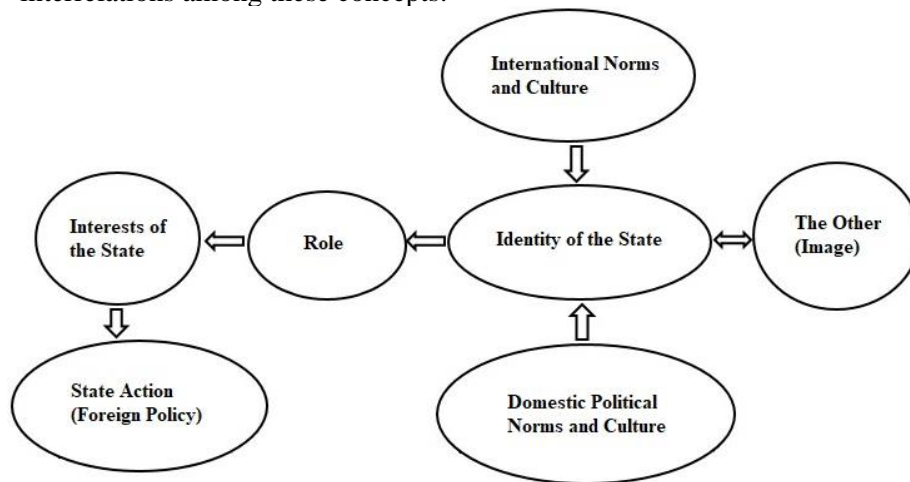 interrelations among these concepts.
International Norms
and Culture
Interests of
the State
Role
Identity of the State
The Other
(Image)
State Action
(Foreign Policy)
Domestic Political
Norms and Culture